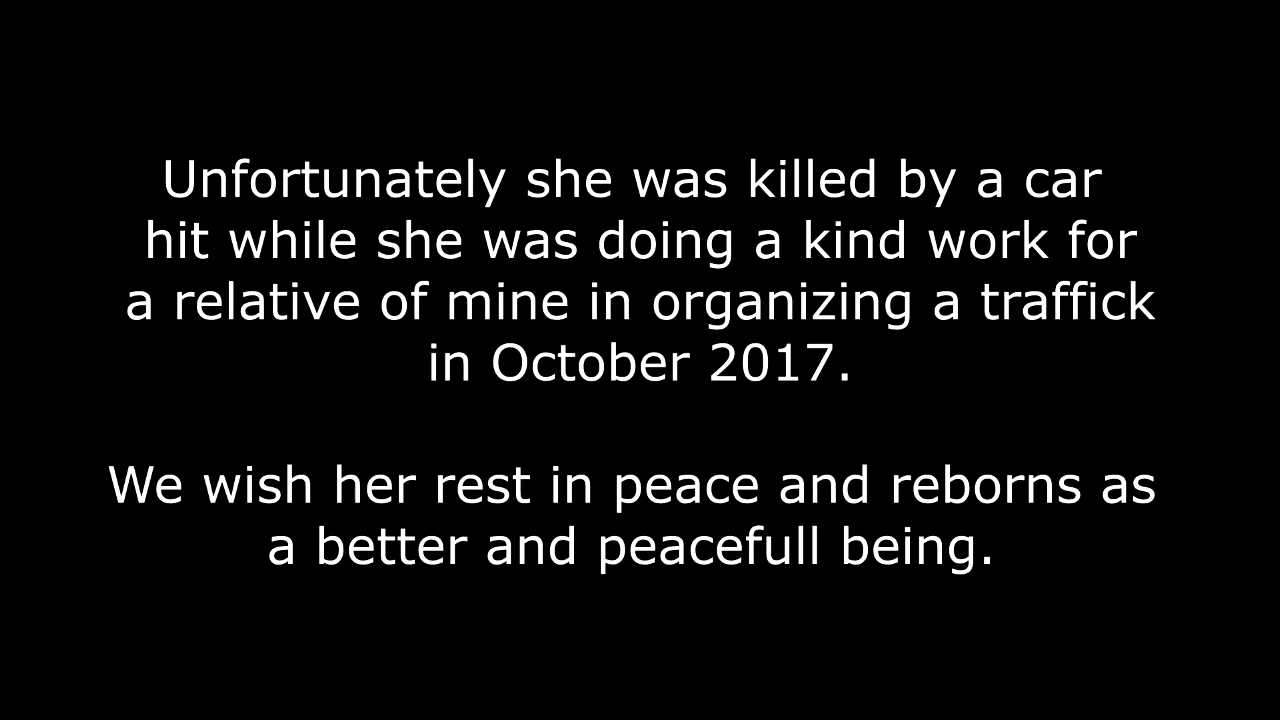 Unfortunately she was killed by a car
hit while she was doing a kind work for
a relative of mine in organizing a traffick
in October 2017.
We wish her rest in peace and reborns as
a better and peacefull being.